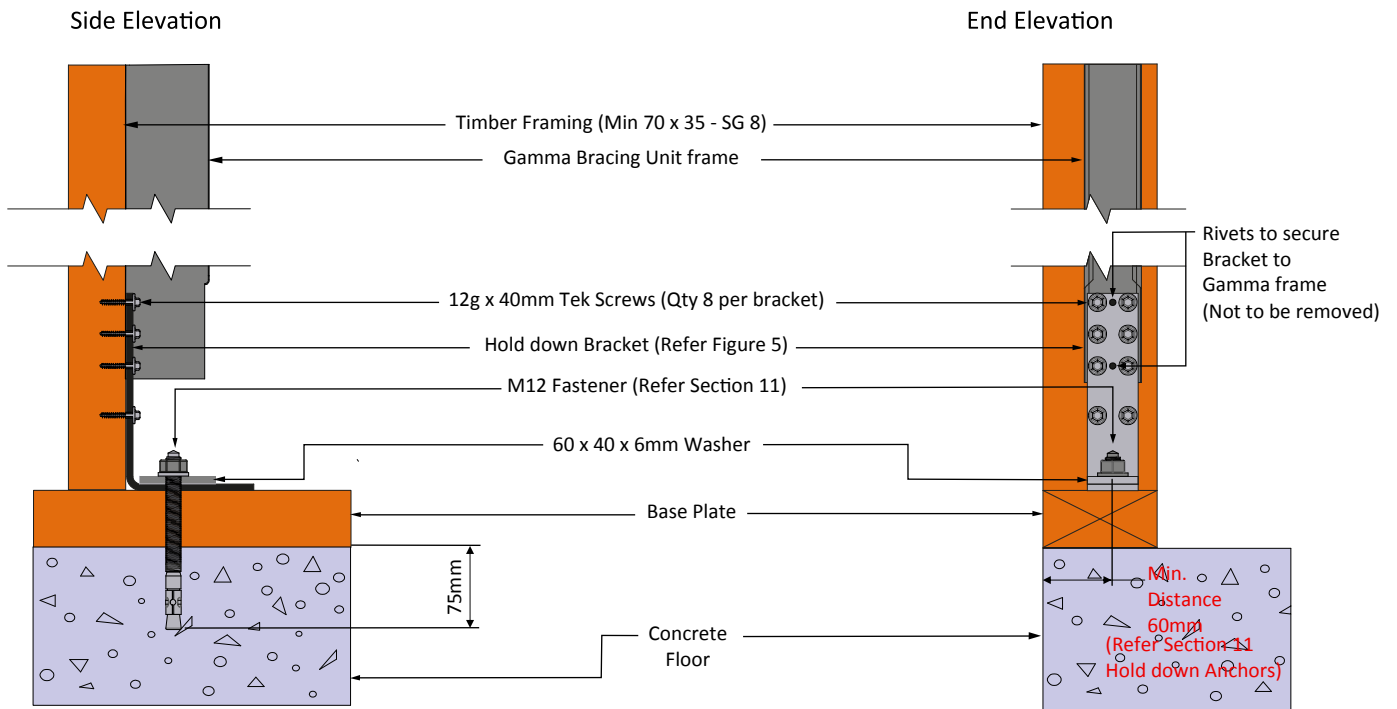 Side Elevation
End Elevation
Timber Framing (Min 70 x 35 - SG 8)
Gamma Bracing Unit frame
Rivets to secure
Bracket to
Gamma frame
(Not to be removed)
12g x 40mm Tek Screws (Qty 8 per bracket)
Hold down Bracket (Refer Figure 5)
M12 Fastener (Refer Section 11)
60 x 40 x 6mm Washer
Base Plate
75mm
Min.
Distance
60mm
(Refer Section 11
Hold down Anchors)
Concrete
Floor